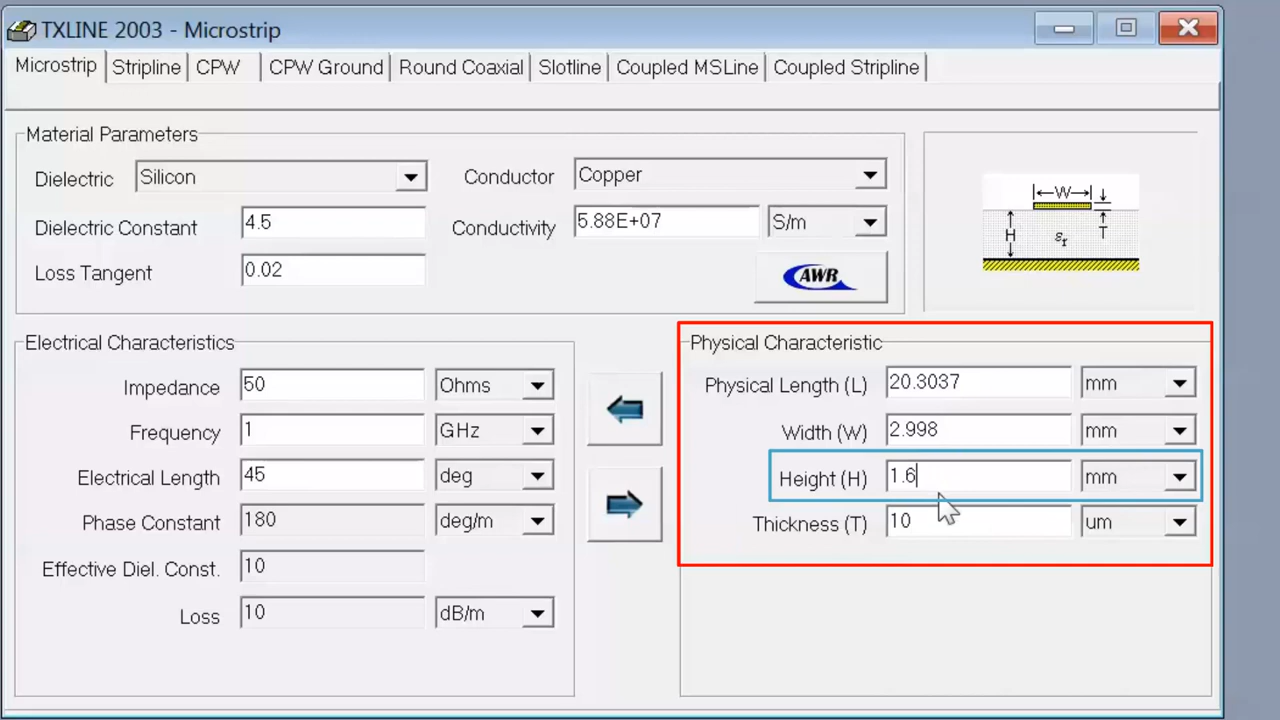 TXLINE 2003 - Microstrip
Microstrip Stripline CPW CPW Ground Round Coaxial Slotline Coupled MSLine Coupled Stripline
Material Parameters
Dielectric Silicon Conductor Copper
Dielectric Constant 4.5 Conductivity 5.88E+07 S/m
Loss Tangent 0.02
AWR
W
H
εr
T
Electrical Characteristics
Impedance 50 Ohms
Frequency 1 GHz
Electrical Length 45 deg
Phase Constant 180 deg/m
Effective Diel. Const. 10
Loss 10 dB/m
Physical Characteristic
Physical Length (L) 20.3037 mm
Width (W) 2.998 mm
Height (H) 1.6 mm
Thickness (T) 10 um